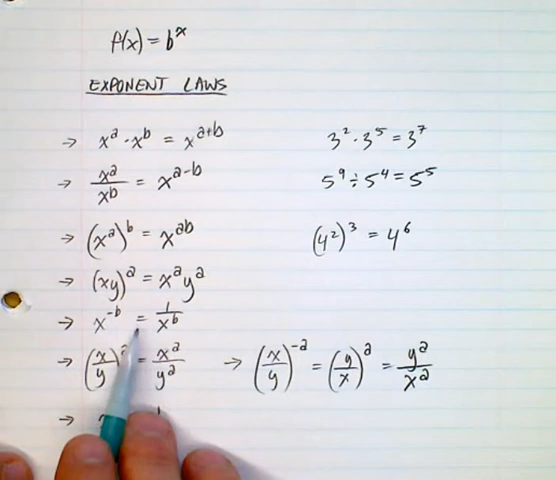 f(x) = b^x
EXPONENT LAWS
→ x^a · x^b = x^{a+b} 3^2 · 3^5 = 3^7
→ x^a / x^b = x^{a-b} 5^9 ÷ 5^4 = 5^5
→ (x^a)^b = x^{ab} (4^2)^3 = 4^6
→ (xy)^a = x^a y^a
→ x^{-b} = 1 / x^b
→ (x/y)^a = x^a / y^a → (x/y)^{-a} = (y/x)^a = y^a / x^a
→